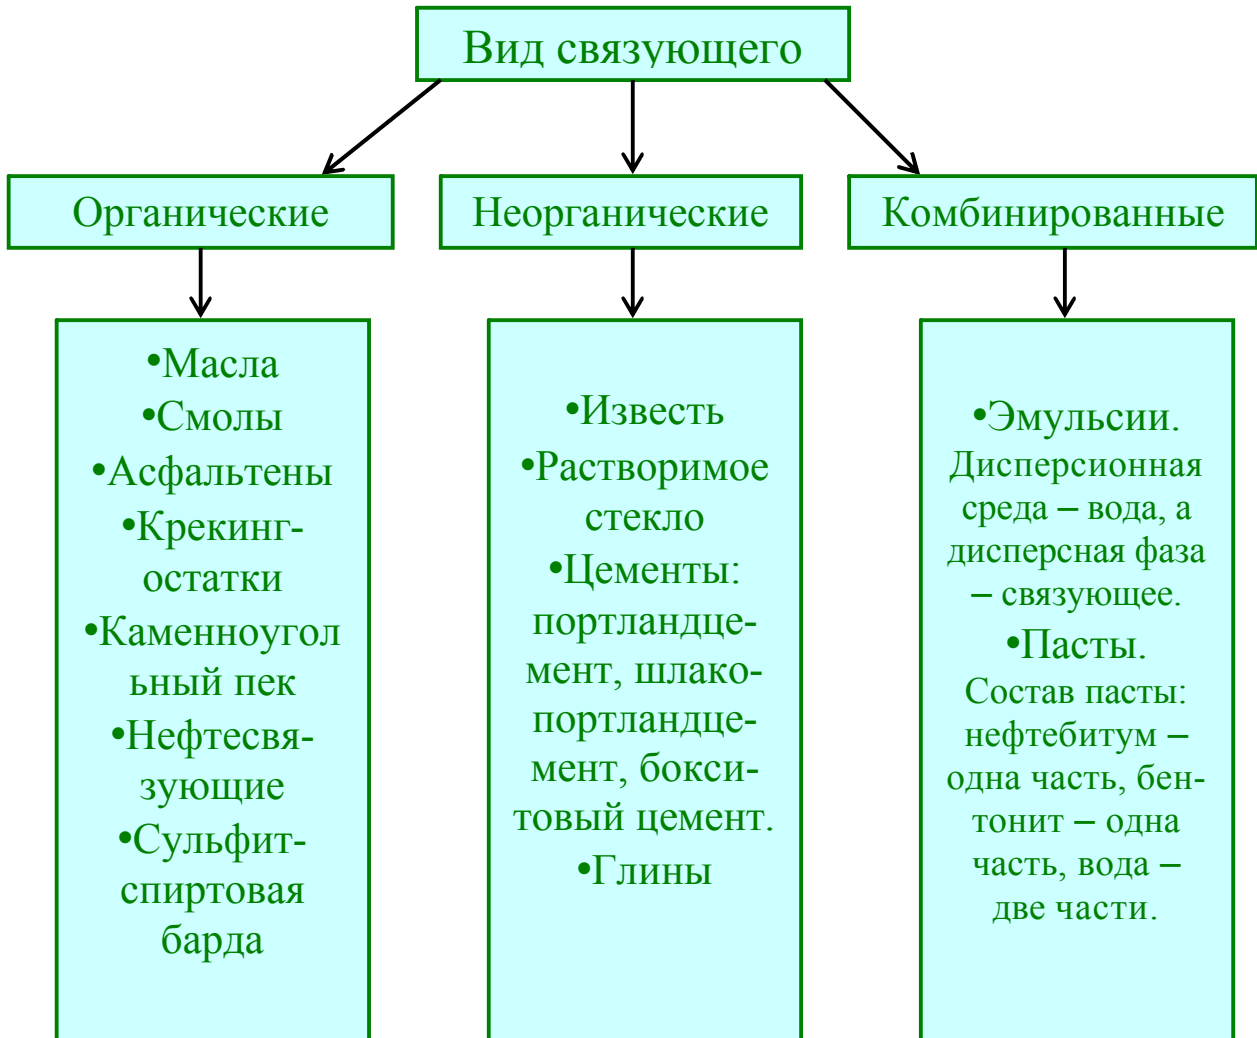 Вид связующего
Органические
Неорганические
Комбинированные
•Масла
•Смолы
•Асфальтены
•Крекинг-
остатки
•Каменноугол
ьный пек
•Нефтесвя-
зующие
•Сульфит-
спиртовая
барда
•Известь
•Растворимое
стекло
•Цементы:
портландце-
мент, шлако-
портландце-
мент, бокси-
товый цемент.
•Глины
•Эмульсии.
Дисперсионная
среда – вода, а
дисперсная фаза
– связующее.
•Пасты.
Состав пасты:
нефтебитум –
одна часть, бен-
тонит – одна
часть, вода –
две части.